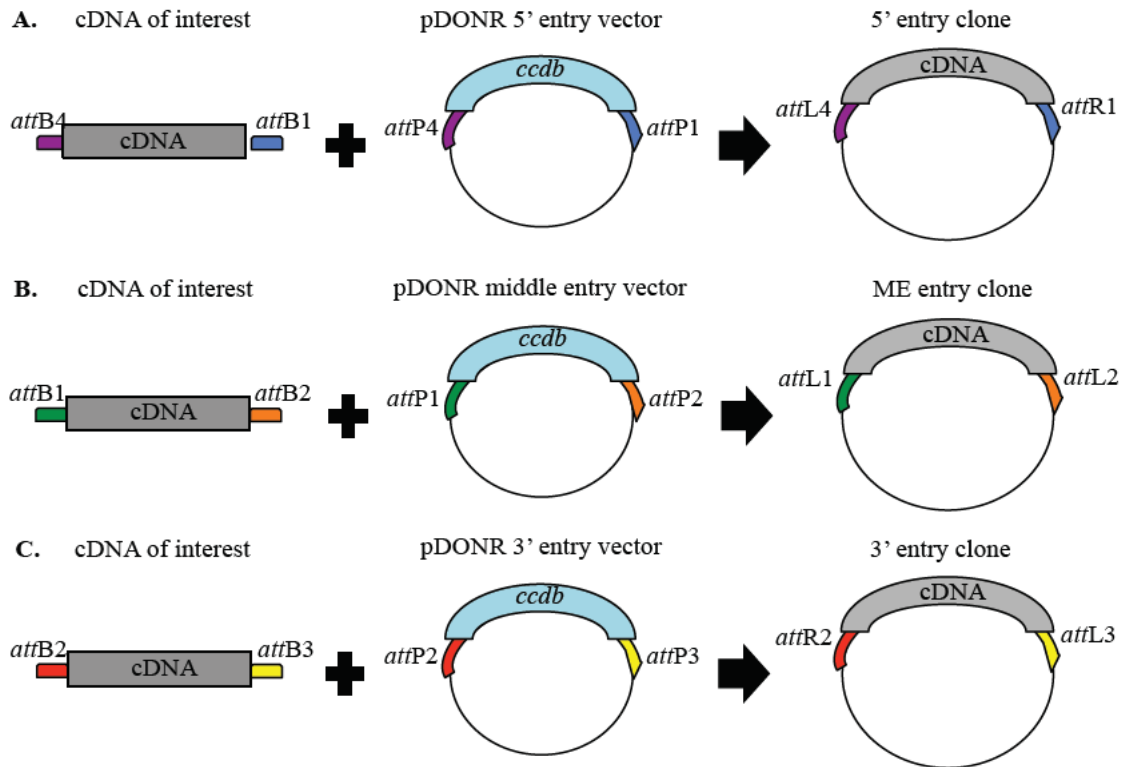 A. cDNA of interest pDONR 5’ entry vector 5’ entry clone
ccdb cDNA
attB4 cDNA attB1 attP4 attP1 attL4 attR1
B. cDNA of interest pDONR middle entry vector ME entry clone
ccdb cDNA
attB1 cDNA attB2 attP1 attP2 attL1 attL2
C. cDNA of interest pDONR 3’ entry vector 3’ entry clone
ccdb cDNA
attB2 cDNA attB3 attP2 attP3 attR2 attL3